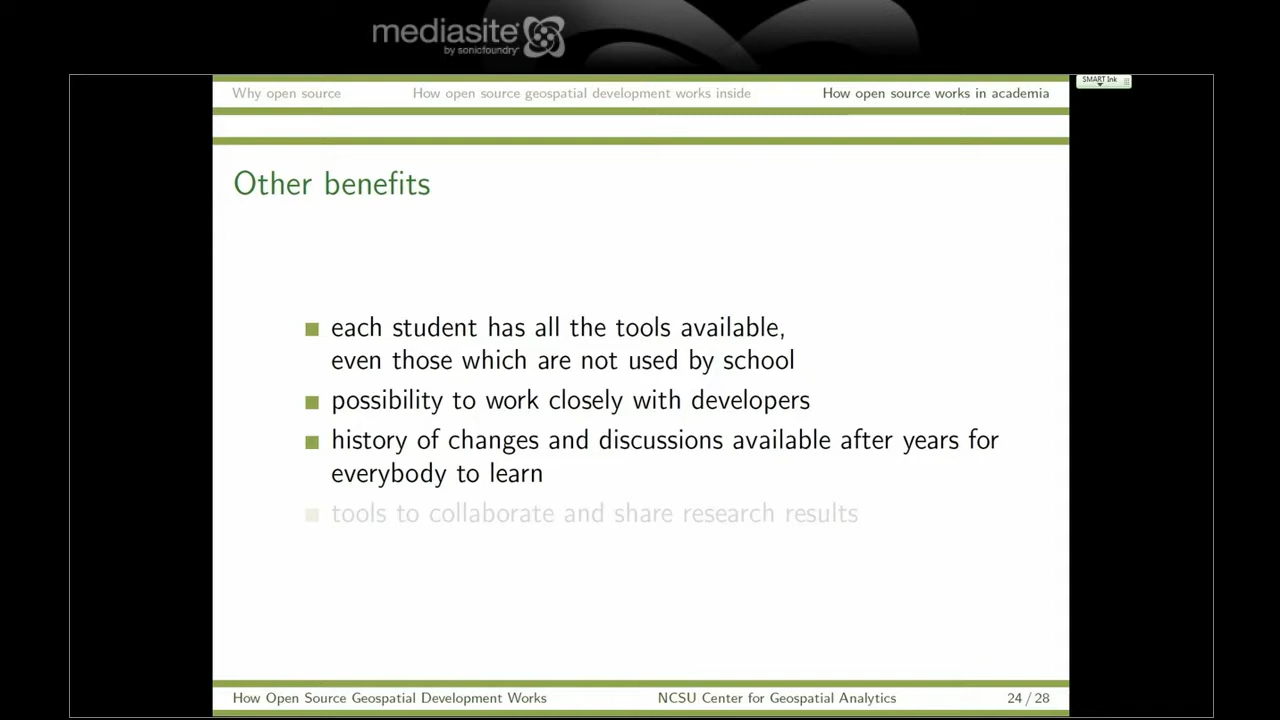 mediasite
by sonicfoundry
SMART Ink
Why open source
How open source geospatial development works inside
How open source works in academia
Other benefits
each student has all the tools available,
even those which are not used by school
possibility to work closely with developers
history of changes and discussions available after years for
everybody to learn
tools to collaborate and share research results
How Open Source Geospatial Development Works
NCSU Center for Geospatial Analytics
24 / 28